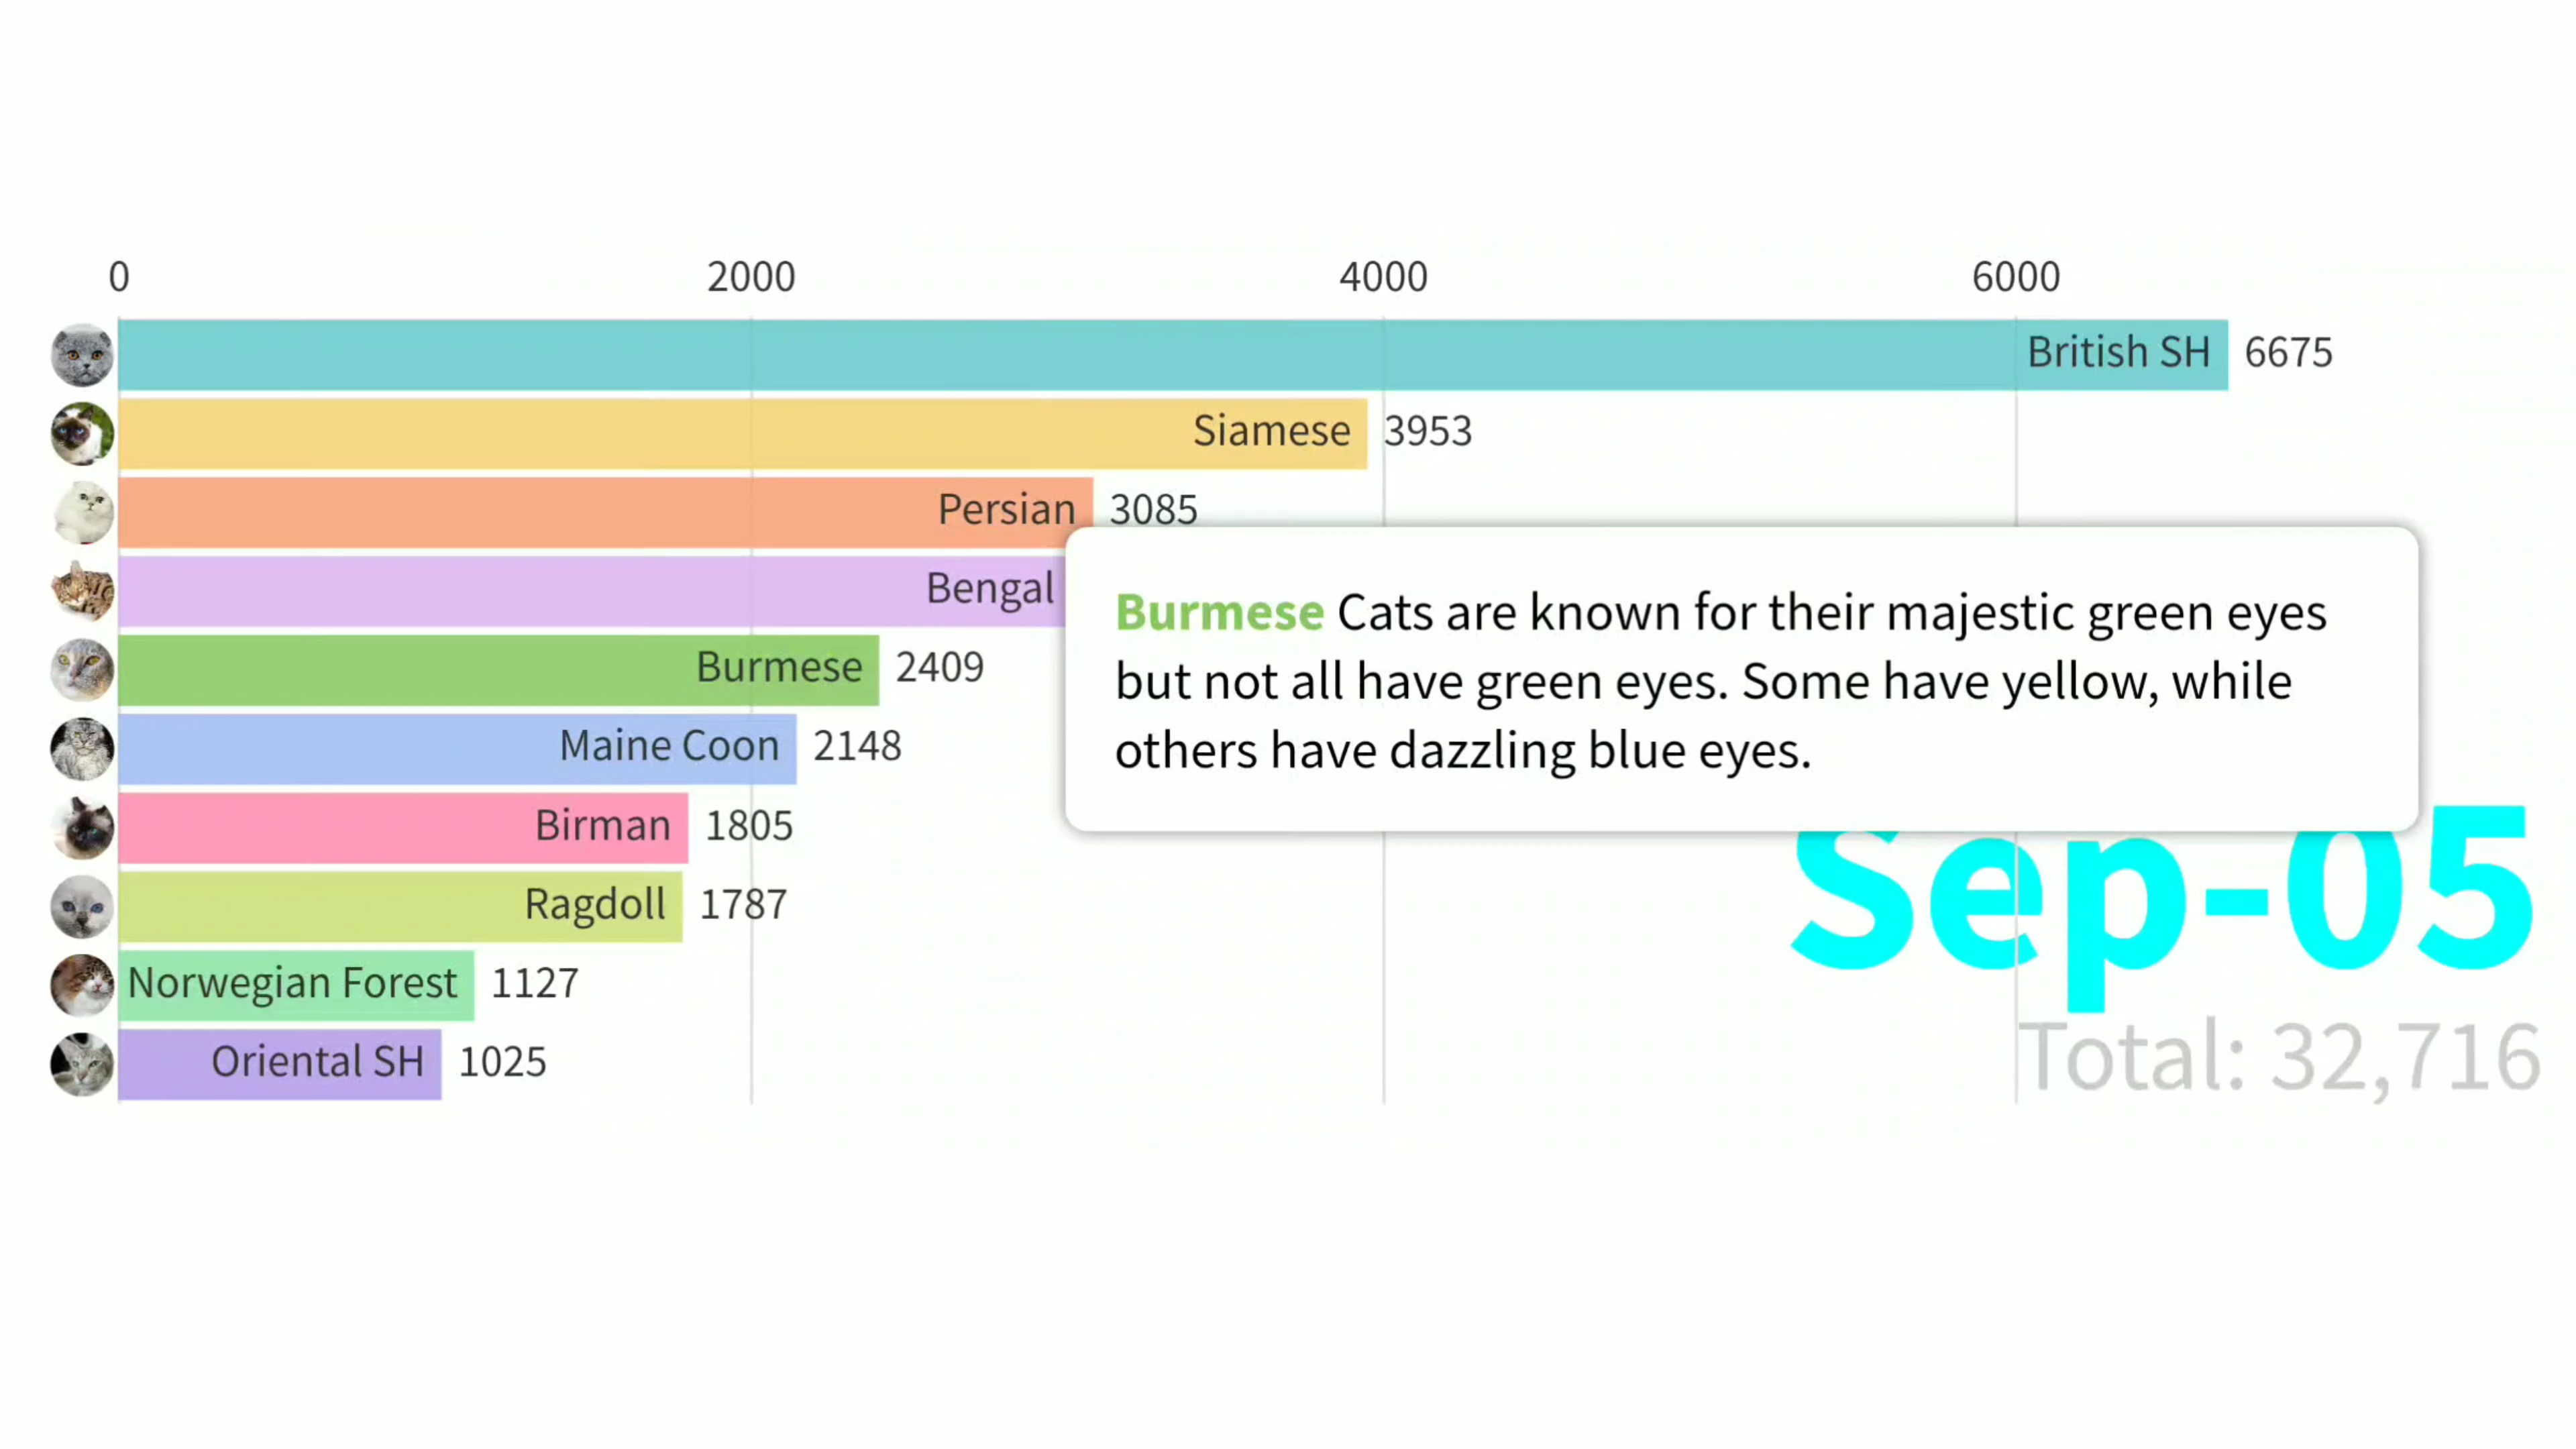 0 2000 4000 6000
British SH 6675
Siamese 3953
Persian 3085
Bengal
Burmese 2409
Maine Coon 2148
Birman 1805
Ragdoll 1787
Norwegian Forest 1127
Oriental SH 1025
Burmese Cats are known for their majestic green eyes
but not all have green eyes. Some have yellow, while
others have dazzling blue eyes.
Sep-05
Total: 32,716